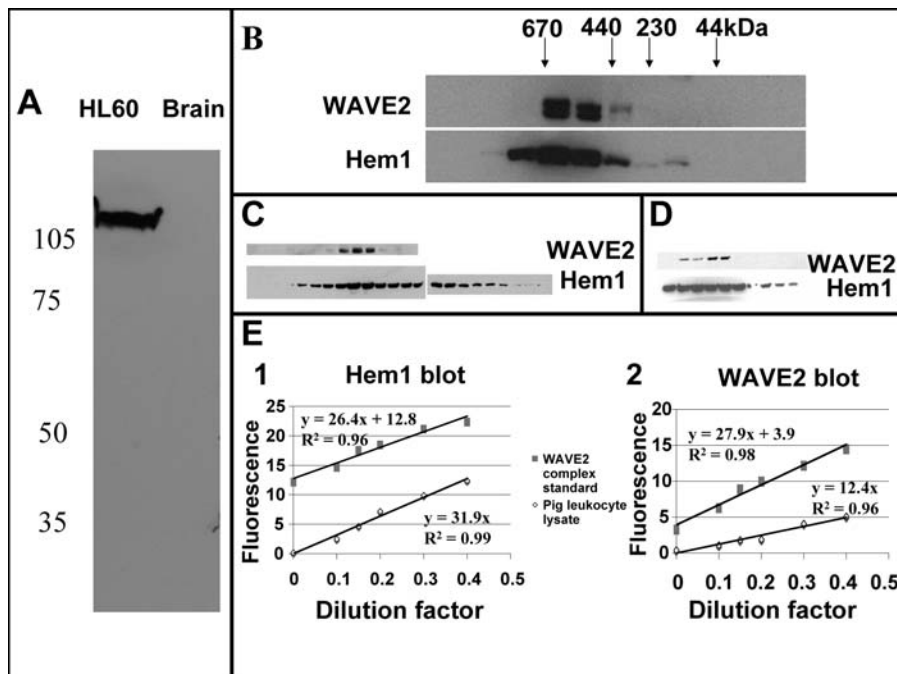 A
HL60 Brain
105
75
50
35
B
670 440 230 44kDa
WAVE2
Hem1
C
WAVE2
Hem1
D
WAVE2
Hem1
E
1
Hem1 blot
25
20
15
10
5
0
y = 26.4x + 12.8
R² = 0.96
y = 31.9x
R² = 0.99
Fluorescence
0 0.1 0.2 0.3 0.4 0.5
Dilution factor
WAVE2
complex
standard
Pig leukocyte
lysate
2
WAVE2 blot
20
15
10
5
0
y = 27.9x + 3.9
R² = 0.98
y = 12.4x
R² = 0.96
Fluorescence
0 0.1 0.2 0.3 0.4 0.5
Dilution factor